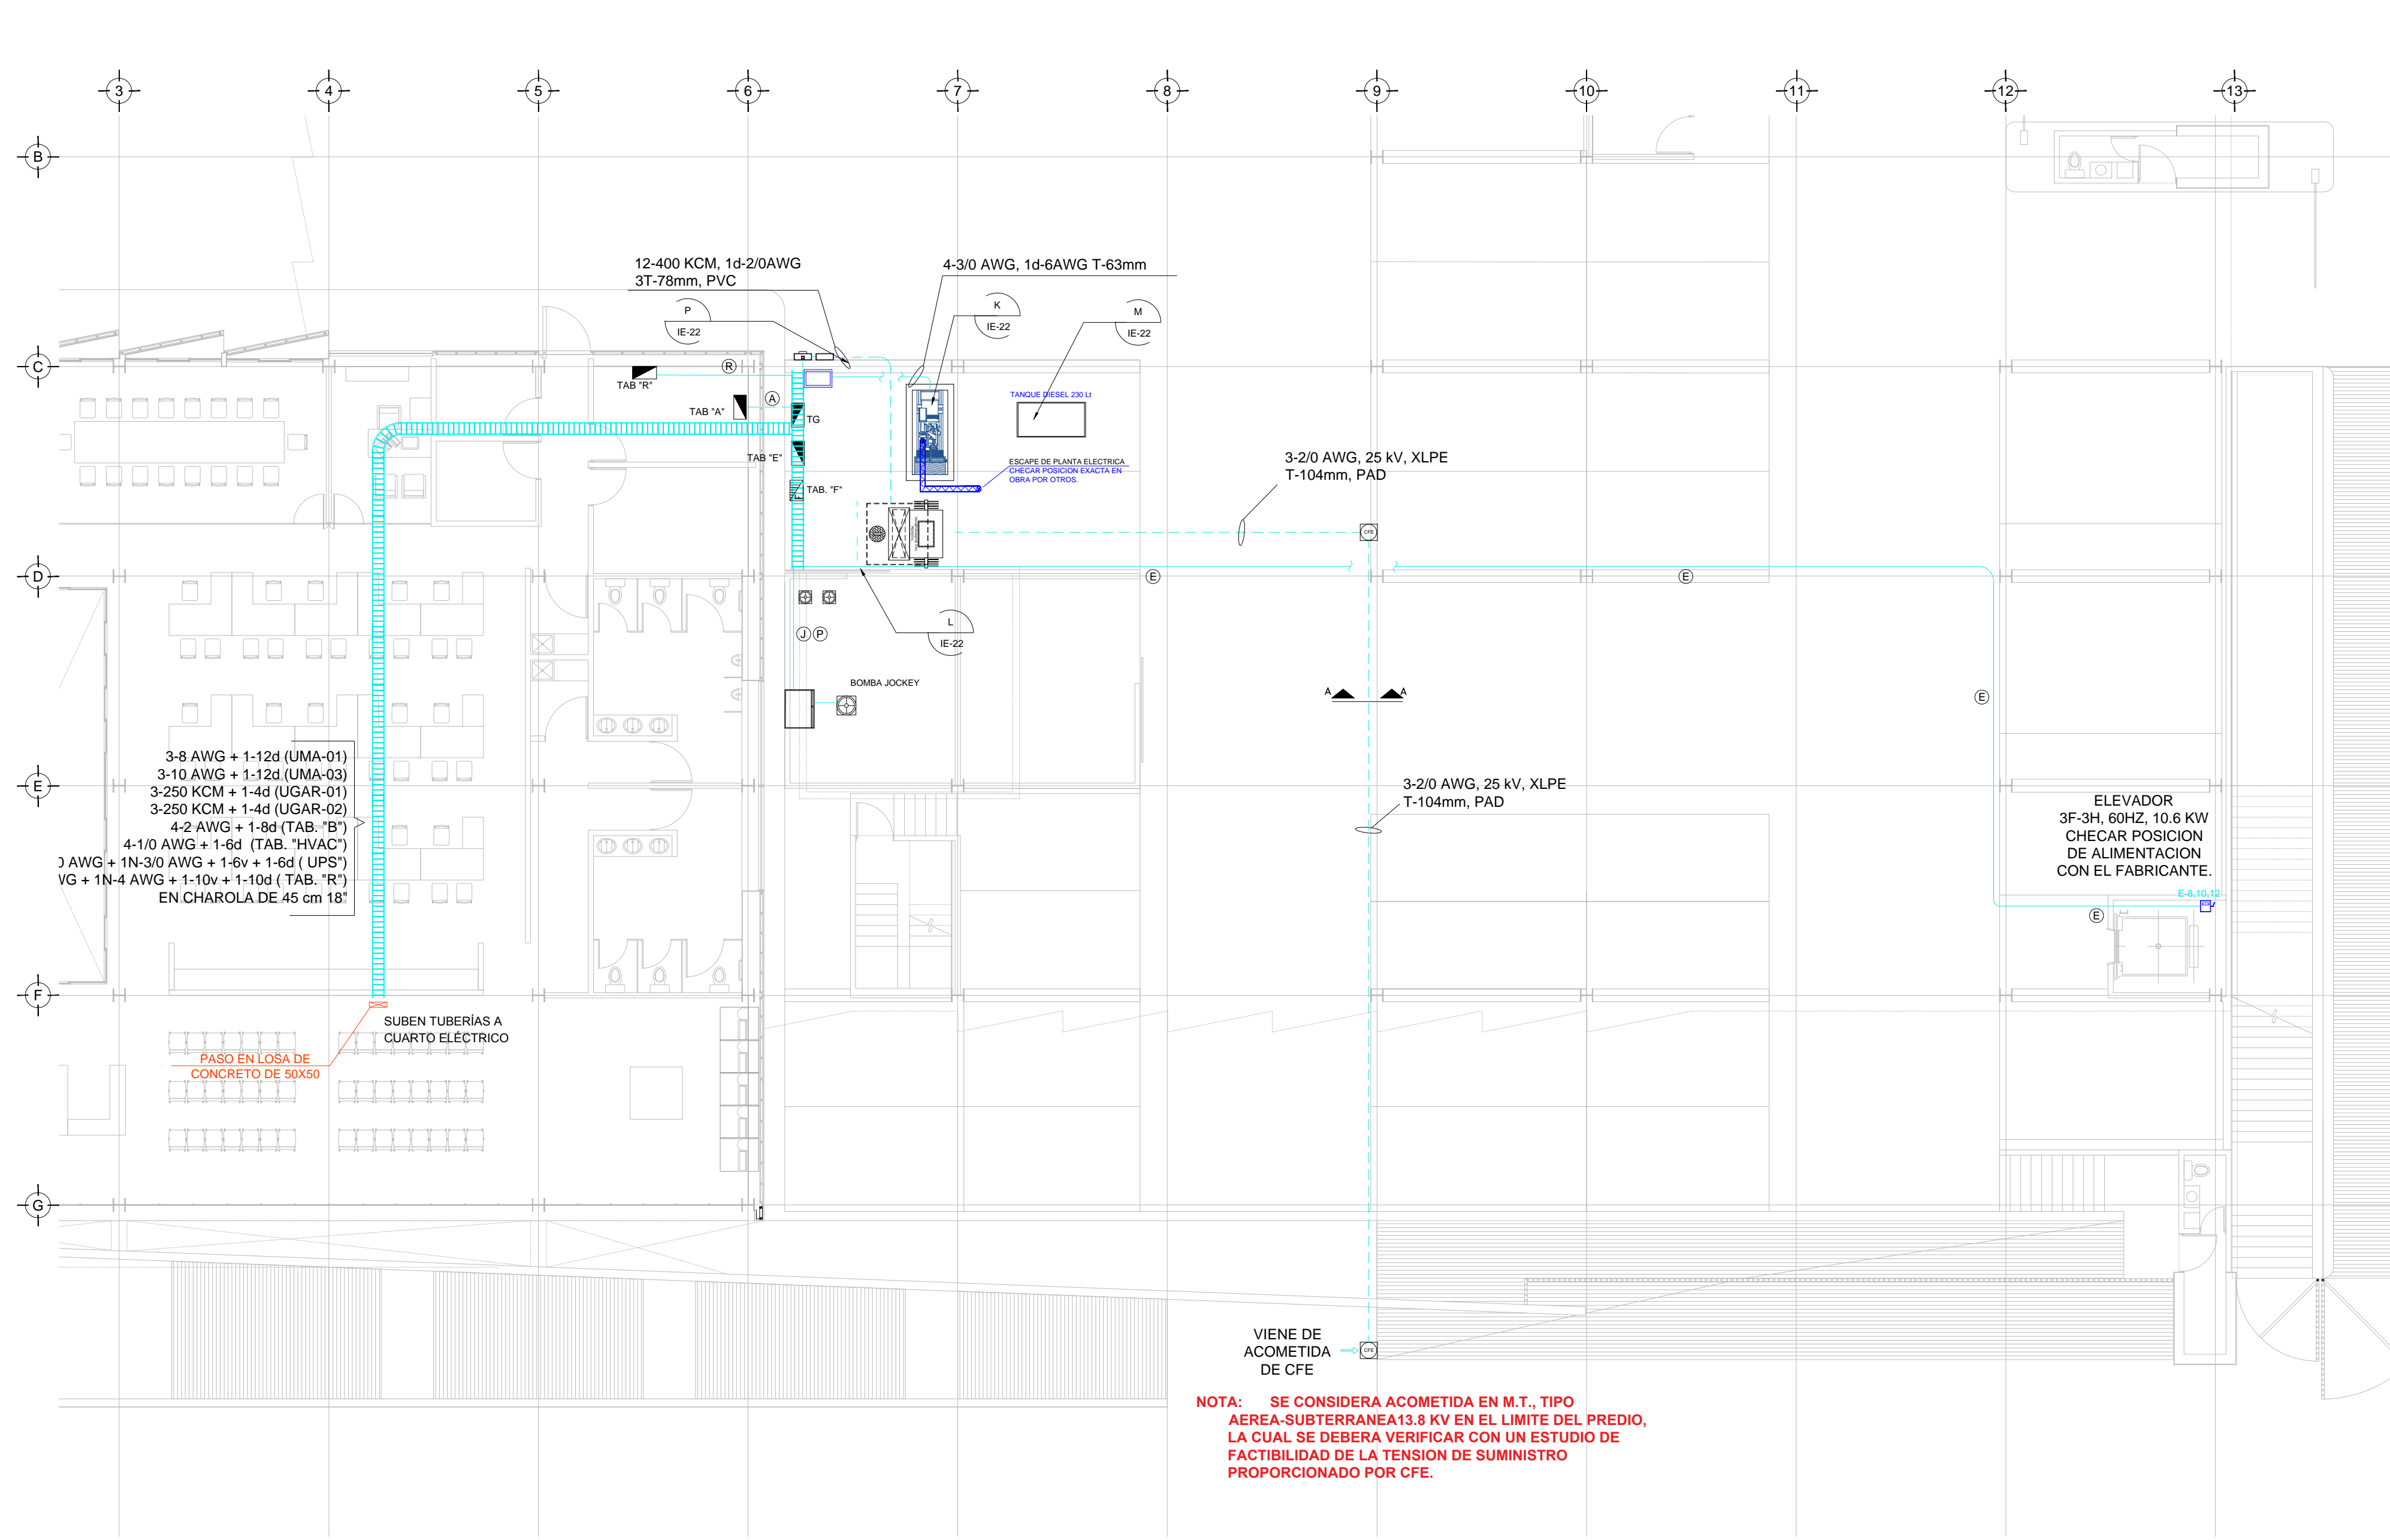 3
4
5
6
7
8
9
10
11
12
13
B
C
D
E
F
G
12-400 KCM, 1d-2/0AWG
3T-78mm, PVC
4-3/0 AWG, 1d-6AWG T-63mm
P
IE-22
K
IE-22
M
IE-22
R
TAB "R"
A
TAB "A"
TG
TAB "E"
TAB. "F"
TANQUE DIESEL 230 Lt
ESCAPE DE PLANTA ELECTRICA
CHECAR POSICION EXACTA EN
OBRA POR OTROS.
3-2/0 AWG, 25 kV, XLPE
T-104mm, PAD
CFE
E
E
J
P
L
IE-22
BOMBA JOCKEY
A
A
E
3-8 AWG + 1-12d (UMA-01)
3-10 AWG + 1-12d (UMA-03)
3-250 KCM + 1-4d (UGAR-01)
3-250 KCM + 1-4d (UGAR-02)
4-2 AWG + 1-8d (TAB. "B")
4-1/0 AWG + 1-6d (TAB. "HVAC")
AWG + 1N-3/0 AWG + 1-6v + 1-6d ( UPS")
+ 1N-4 AWG + 1-10v + 1-10d ( TAB. "R")
EN CHAROLA DE 45 cm 18"
3-2/0 AWG, 25 kV, XLPE
T-104mm, PAD
ELEVADOR
3F-3H, 60HZ, 10.6 KW
CHECAR POSICION
DE ALIMENTACION
CON EL FABRICANTE.
E-8,10,12
E
SUBEN TUBERÍAS A
CUARTO ELÉCTRICO
PASO EN LOSA DE
CONCRETO DE 50X50
VIENE DE
ACOMETIDA
DE CFE
CFE
NOTA: SE CONSIDERA ACOMETIDA EN M.T., TIPO
AEREA-SUBTERRANEA13.8 KV EN EL LIMITE DEL PREDIO,
LA CUAL SE DEBERA VERIFICAR CON UN ESTUDIO DE
FACTIBILIDAD DE LA TENSION DE SUMINISTRO
PROPORCIONADO POR CFE.